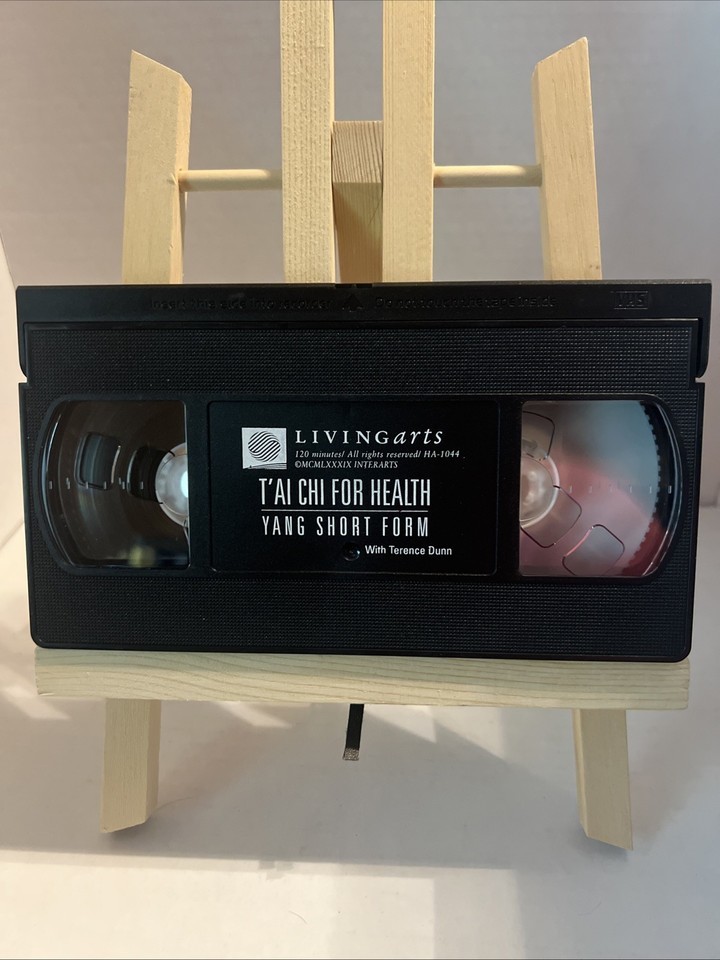 VHS
LIVINGarts
120 minutes/ All rights reserved/ HA-1044
©MCMLXXXIX INTERARTS
T'AI CHI FOR HEALTH
YANG SHORT FORM
With Terence Dunn